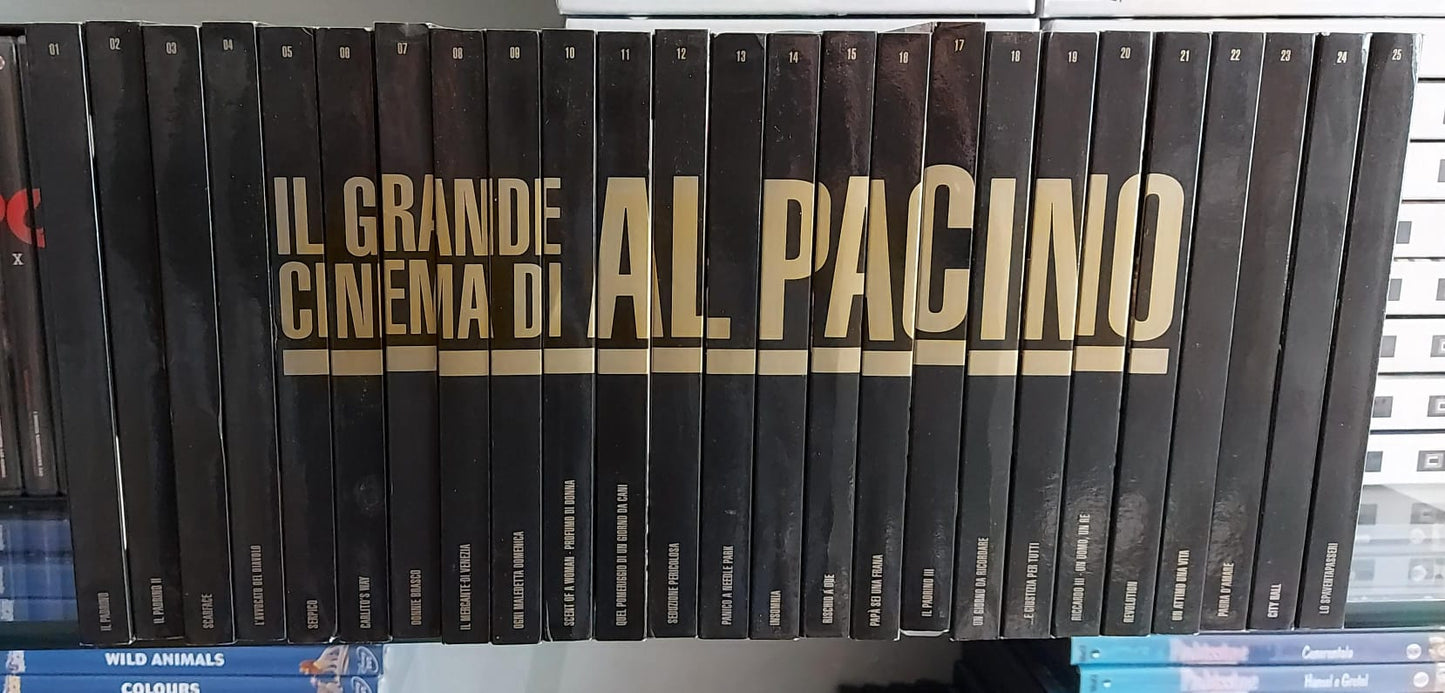 01
02
03
04
05
06
07
08
09
10
11
12
13
14
15
16
17
18
19
20
21
22
23
24
25
IL GRANDE
CINEMA DI
AL PACINO
IL PADRINO
IL PADRINO II
SCARFACE
L'AVVOCATO DEL DIAVOLO
SERPICO
CARLITO'S WAY
DONNIE BRASCO
IL MERCANTE DI VENEZIA
OGNI MALEDETTA DOMENICA
SCENT OF A WOMAN - PROFUMO DI DONNA
QUEL POMERIGGIO DI UN GIORNO DA CANI
SEDUZIONE PERICOLOSA
PANICO A NEEDLE PARK
INSOMNIA
RISCHIO A DUE
PAPÀ SEI UNA FRANA
IL PADRINO III
UN GIORNO DA RICORDARE
...E GIUSTIZIA PER TUTTI
RICCARDO III - UN UOMO, UN RE
REVOLUTION
UN ATTIMO UNA VITA
PAURA D'AMARE
CITY HALL
LO SPAVENTAPASSERI
X
WILD ANIMALS
COLOURS
Cenerentola
Hansel e Gretel